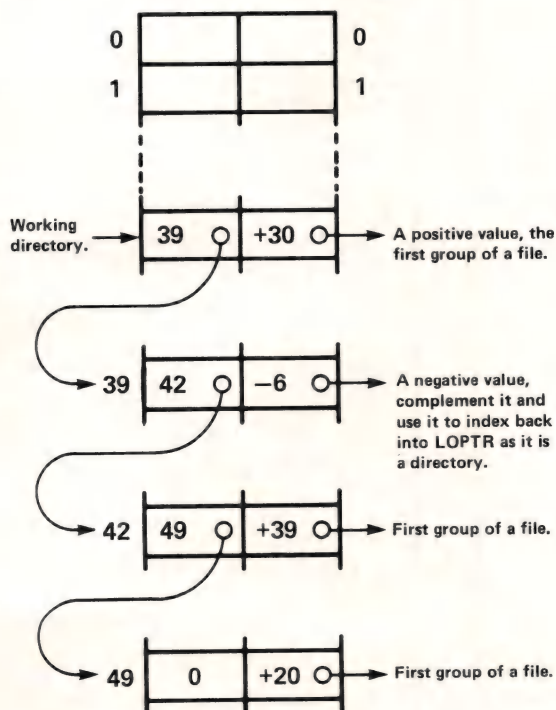 0 0
1 1
Working
directory.
39 +30
A positive value, the
first group of a file.
39 42 −6
A negative value,
complement it and
use it to index back
into LOPTR as it is
a directory.
42 49 +39
First group of a file.
49 0 +20
First group of a file.